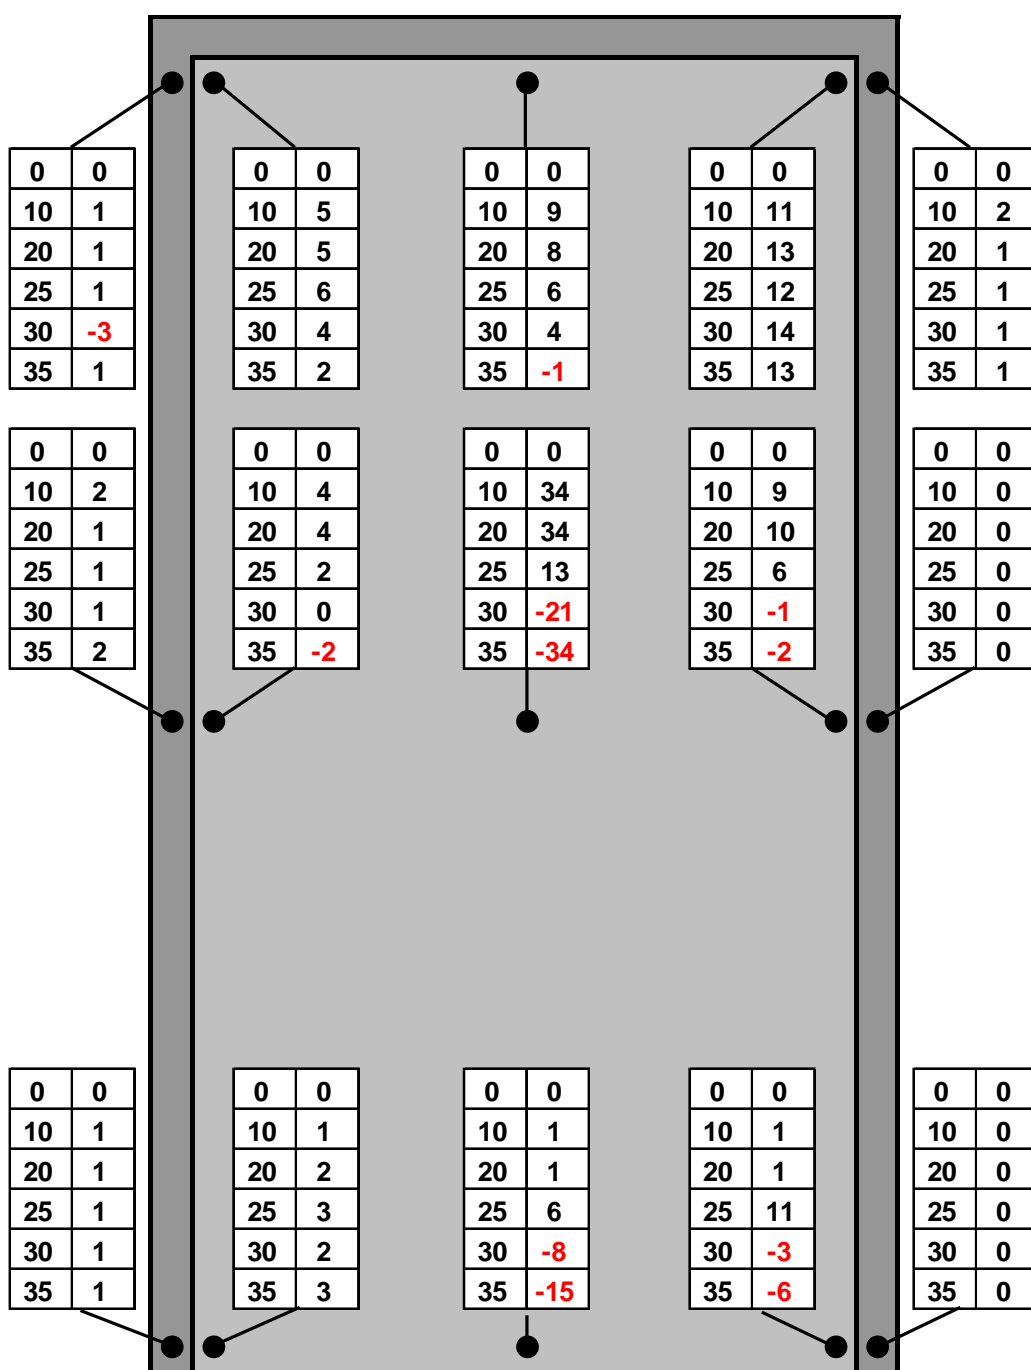 0 0 0 0 0 0 0 0 0 0
10 1 10 5 10 9 10 11 10 2
20 1 20 5 20 8 20 13 20 1
25 1 25 6 25 6 25 12 25 1
30 -3 30 4 30 4 30 14 30 1
35 1 35 2 35 -1 35 13 35 1
0 0 0 0 0 0 0 0 0 0
10 2 10 4 10 34 10 9 10 0
20 1 20 4 20 34 20 10 20 0
25 1 25 2 25 13 25 6 25 0
30 1 30 0 30 -21 30 -1 30 0
35 2 35 -2 35 -34 35 -2 35 0
0 0 0 0 0 0 0 0 0 0
10 1 10 1 10 1 10 1 10 0
20 1 20 2 20 1 20 1 20 0
25 1 25 3 25 6 25 11 25 0
30 1 30 2 30 -8 30 -3 30 0
35 1 35 3 35 -15 35 -6 35 0